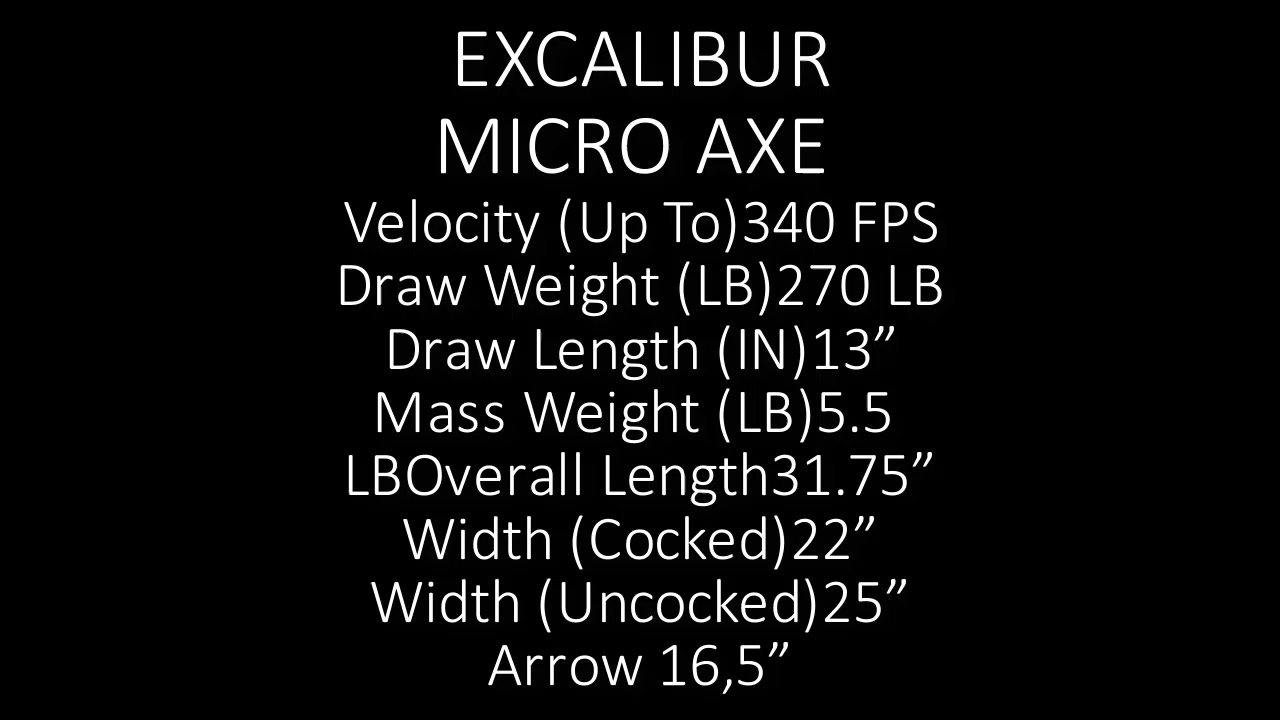 EXCALIBUR
MICRO AXE
Velocity (Up To)340 FPS
Draw Weight (LB)270 LB
Draw Length (IN)13”
Mass Weight (LB)5.5
LBOverall Length31.75”
Width (Cocked)22”
Width (Uncocked)25”
Arrow 16,5”